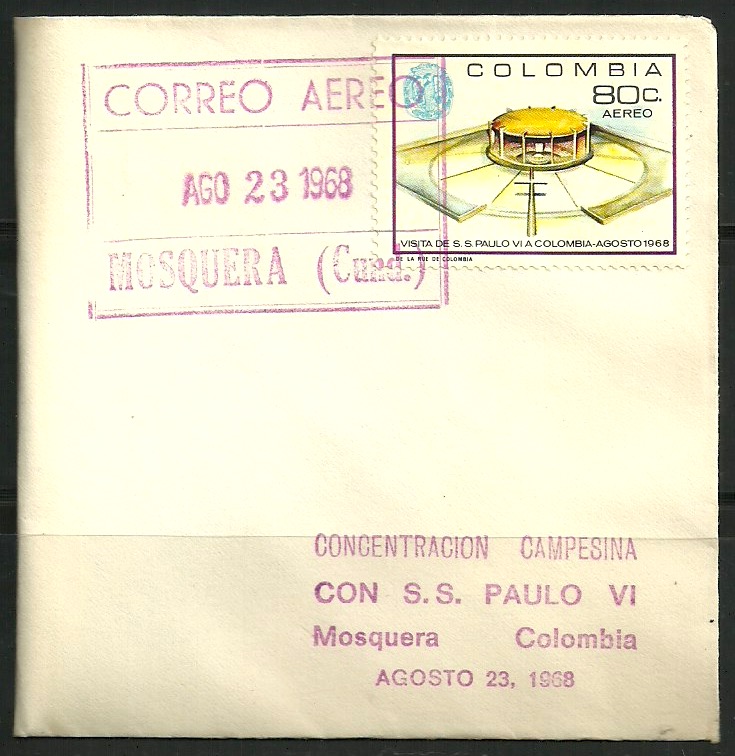 CORREO AEREO
AGO 23 1968
MOSQUERA (Cund.)
COLOMBIA
80C.
AEREO
VISITA DE S.S. PAULO VI A COLOMBIA-AGOSTO 1968
DE LA RUE DE COLOMBIA
CONCENTRACION CAMPESINA
CON S.S. PAULO VI
Mosquera Colombia
AGOSTO 23, 1968